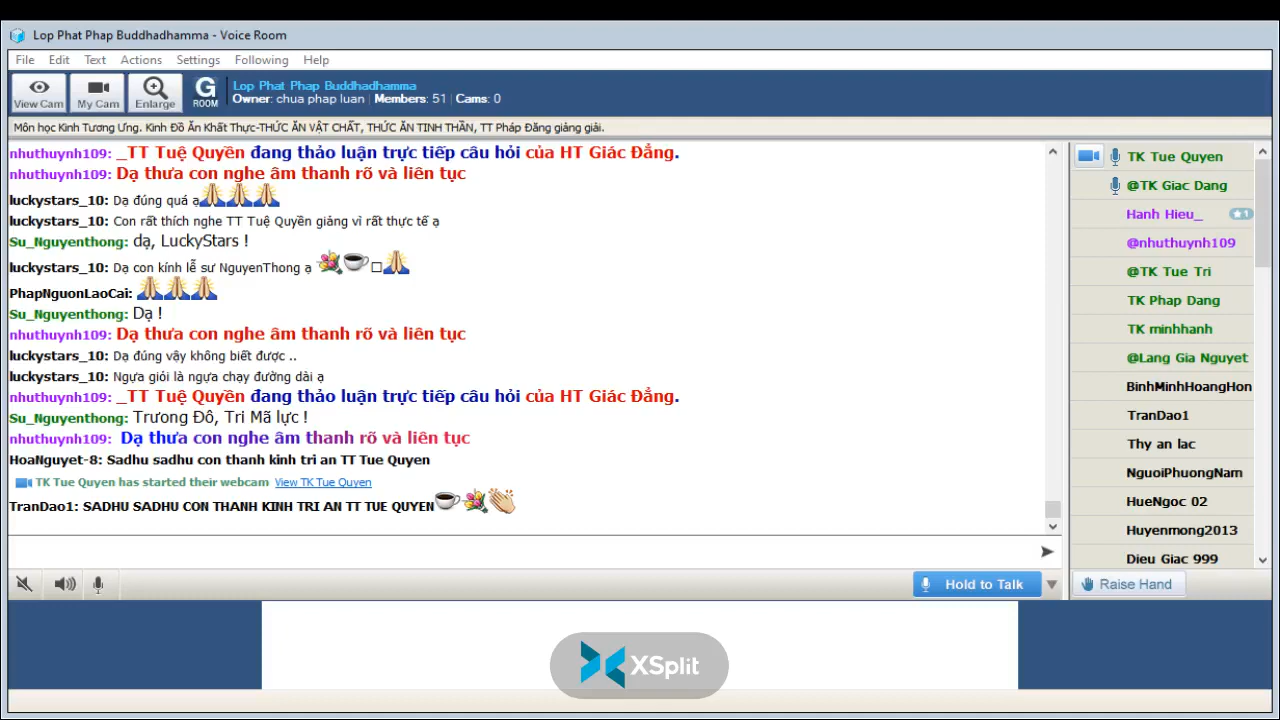 Lop Phat Phap Buddhadhamma - Voice Room
File Edit Text Actions Settings Following Help
View Cam My Cam Enlarge G ROOM
Lop Phat Phap Buddhadhamma
Owner: chua phap luan | Members: 51 | Cams: 0
Môn học Kinh Tương Ưng. Kinh Đồ Ăn Khất Thực-THỨC ĂN VẬT CHẤT, THỨC ĂN TINH THẦN, TT Pháp Đăng giảng giải.
nhuthuynh109: _TT Tuệ Quyền đang thảo luận trực tiếp câu hỏi của HT Giác Đẳng.
nhuthuynh109: Dạ thưa con nghe âm thanh rõ và liên tục
luckystars_10: Dạ đúng quá ạ
luckystars_10: Con rất thích nghe TT Tuệ Quyền giảng vì rất thực tế ạ
Su_Nguyenthong: dạ, LuckyStars !
luckystars_10: Dạ con kính lễ sư NguyenThong ạ
PhapNguonLaoCai:
Su_Nguyenthong: Dạ !
nhuthuynh109: Dạ thưa con nghe âm thanh rõ và liên tục
luckystars_10: Dạ đúng vậy không biết được ..
luckystars_10: Ngựa giỏi là ngựa chạy đường dài ạ
nhuthuynh109: _TT Tuệ Quyền đang thảo luận trực tiếp câu hỏi của HT Giác Đẳng.
Su_Nguyenthong: Trương Đô, Tri Mã lực !
nhuthuynh109: Dạ thưa con nghe âm thanh rõ và liên tục
HoaNguyet-8: Sadhu sadhu con thanh kinh tri an TT Tue Quyen
TK Tue Quyen has started their webcam View TK Tue Quyen
TranDao1: SADHU SADHU CON THANH KINH TRI AN TT TUE QUYEN
TK Tue Quyen
@TK Giac Dang
Hanh Hieu_ 1
@nhuthuynh109
@TK Tue Tri
TK Phap Dang
TK minhhanh
@Lang Gia Nguyet
BinhMinhHoangHon
TranDao1
Thy an lac
NguoiPhuongNam
HueNgoc 02
Huyenmong2013
Dieu Giac 999
Hold to Talk
Raise Hand
XSplit